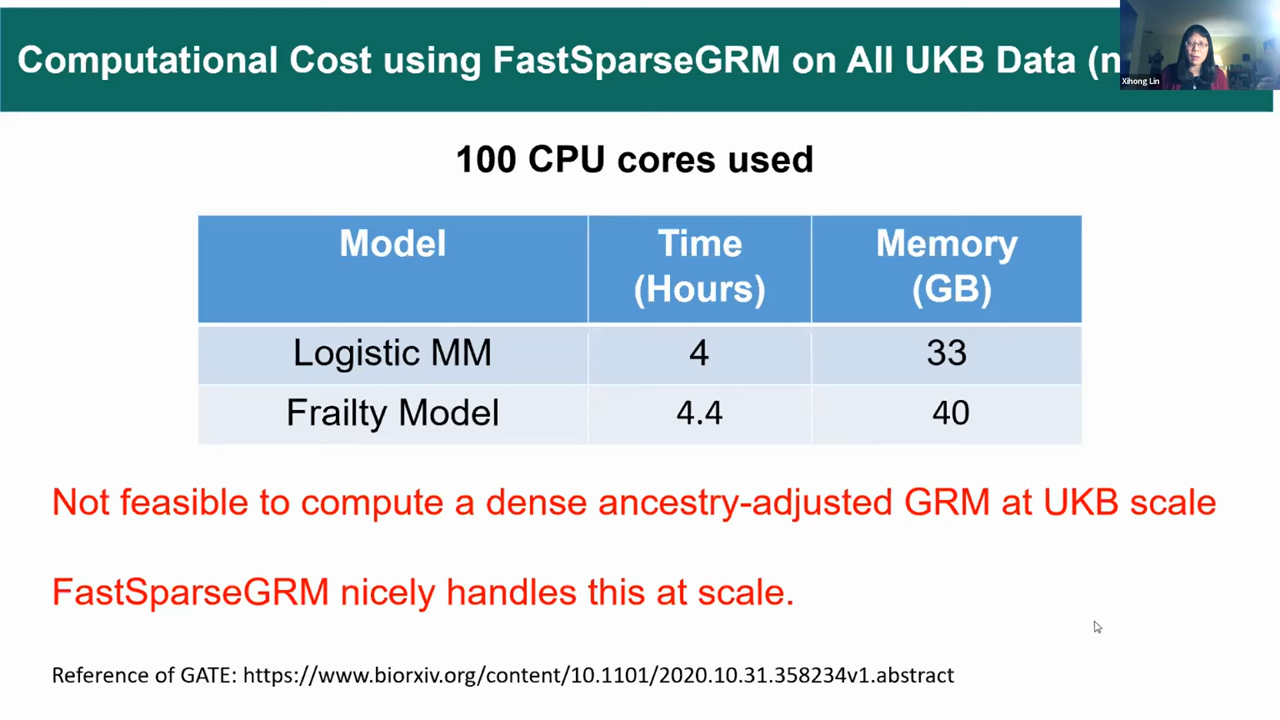 Computational Cost using FastSparseGRM on All UKB Data (n
Xihong Lin
100 CPU cores used
Model
Time
(Hours)
Memory
(GB)
Logistic MM
4
33
Frailty Model
4.4
40
Not feasible to compute a dense ancestry-adjusted GRM at UKB scale
FastSparseGRM nicely handles this at scale.
Reference of GATE: https://www.biorxiv.org/content/10.1101/2020.10.31.358234v1.abstract